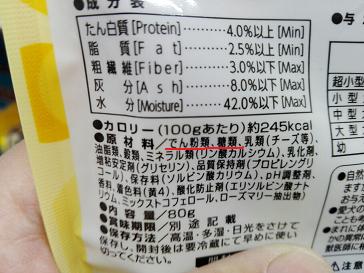 ●成分表
たん白質[Protein] 4.0%以上[Min]
脂質[Fat] 2.5%以上[Min]
粗繊維[Fiber] 3.0%以下[Max]
灰分[Ash] 8.0%以下[Max]
水分[Moisture] 42.0%以下[Max]
●カロリー(100gあたり)約245kcal
●原材料/でん粉類、糖類、乳類(チーズ等)、
油脂類、穀類、ミネラル類(リン酸カルシウム)、乳化剤、
増粘安定剤(グリセリン)、品質保持剤(プロピレングリ
コール)、保存料(ソルビン酸カリウム)、pH調整剤、
香料、着色料(黄4)、酸化防止剤(エリソルビン酸ナト
リウム、ミックストコフェロール、ローズマリー抽出物)
●内容量/80g
●賞味期限/別途記載
●保存方法/高温・多湿・日光をさけて
保存し、開封後は要冷蔵にて早めに使い
切ってください。
●与
超小型
小型
中型
大型
幼
●自然